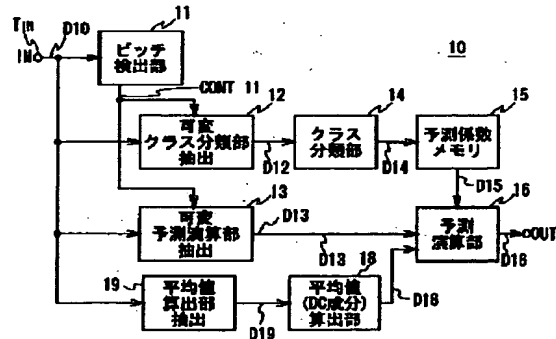 TIN
IN
D10
11
ピッチ
検出部
10
CONT 11
12
可変
クラス分類部
抽出
D12
14
クラス
分類部
D14
15
予測係数
メモリ
D15
13
可変
予測演算部
抽出
D13
D13
16
予測
演算部
OUT
D16
19
平均値
算出部
抽出
D19
18
平均値
(DC成分)
算出部
D18